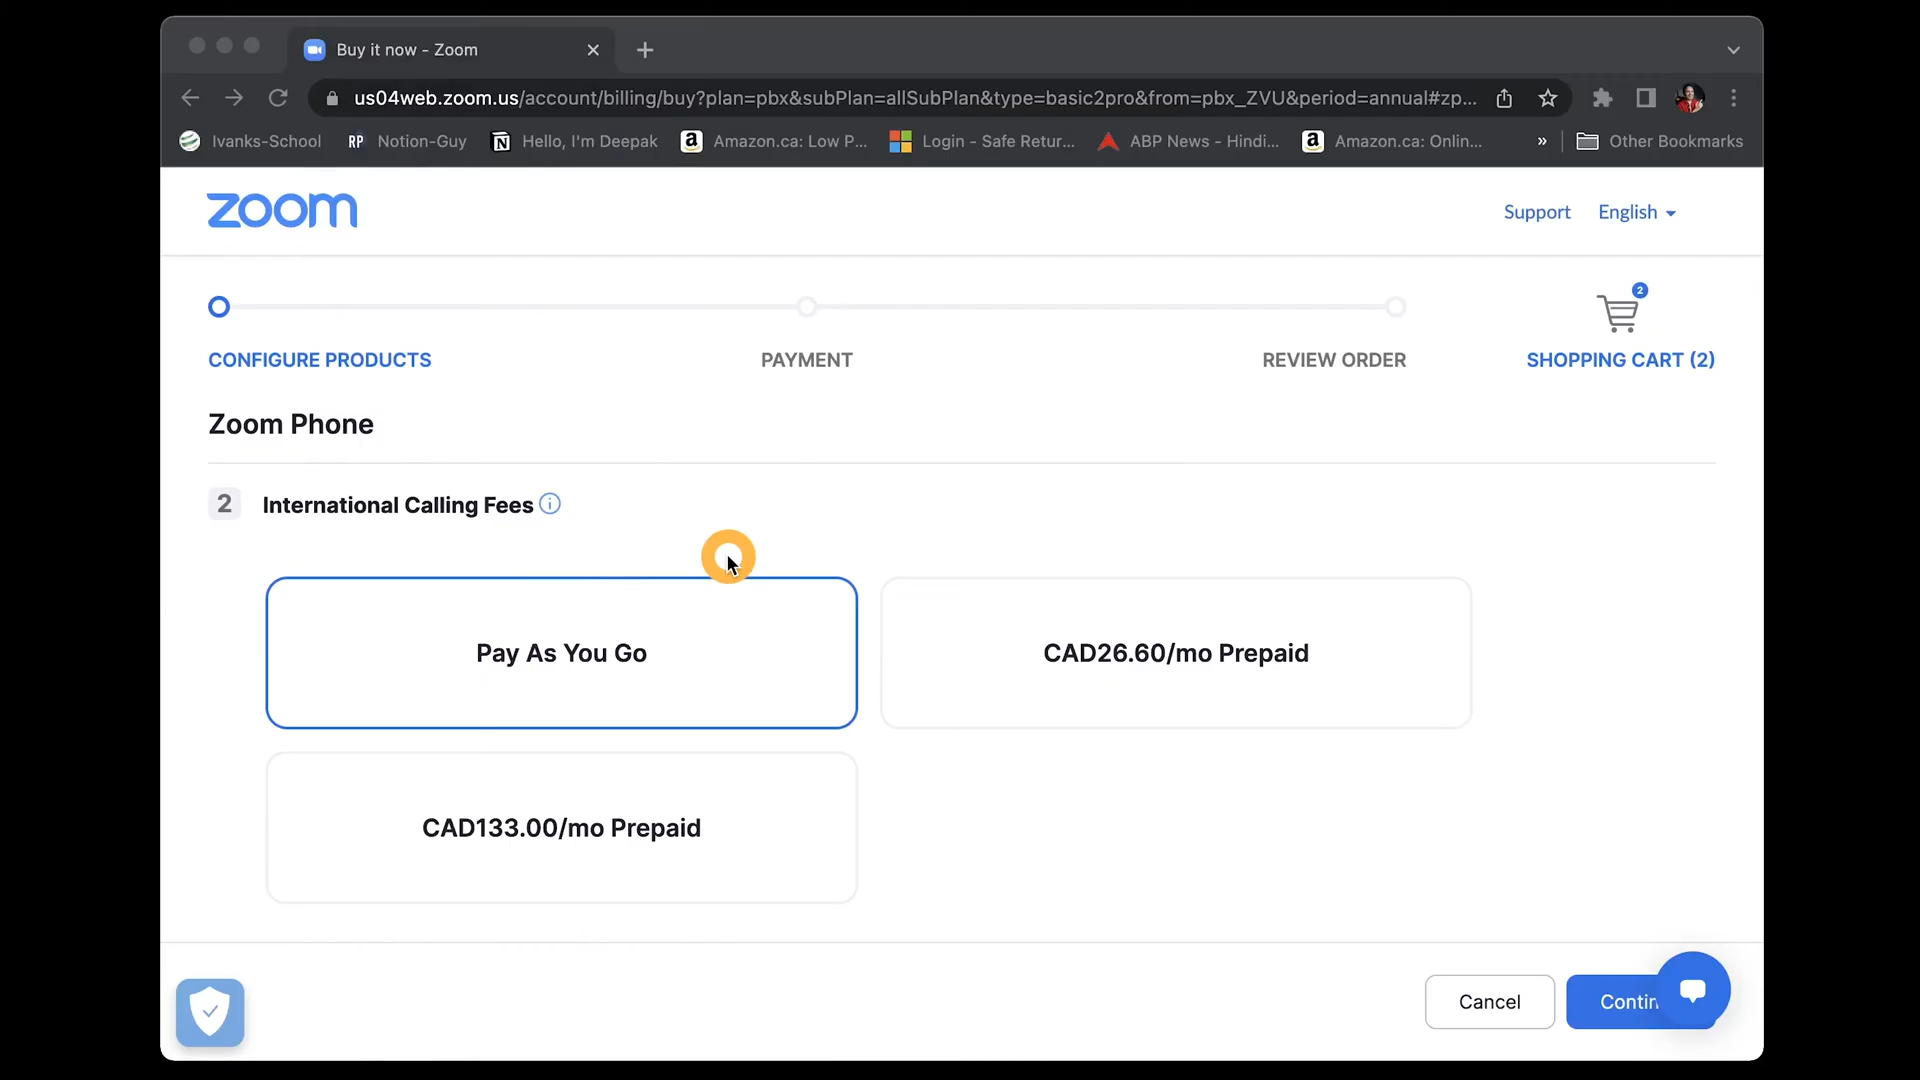 Buy it now - Zoom
us04web.zoom.us/account/billing/buy?plan=pbx&subPlan=allSubPlan&type=basic2pro&from=pbx_ZVU&period=annual#zp...
Ivanks-School RP Notion-Guy Hello, I'm Deepak a Amazon.ca: Low P... Login - Safe Retur... ABP News - Hindi... a Amazon.ca: Onlin... » Other Bookmarks
zoom
Support English
2
CONFIGURE PRODUCTS PAYMENT REVIEW ORDER SHOPPING CART (2)
Zoom Phone
2 International Calling Fees
Pay As You Go CAD26.60/mo Prepaid
CAD133.00/mo Prepaid
Cancel Contin